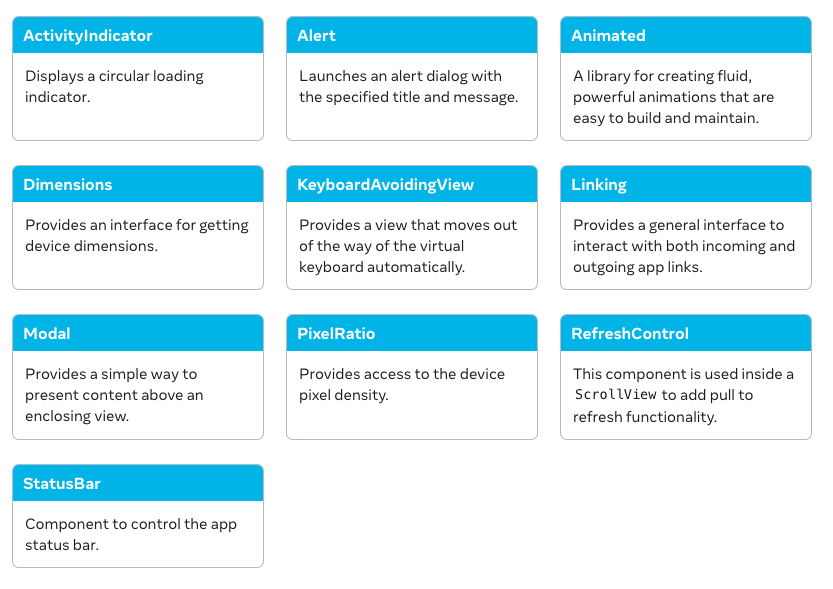 ActivityIndicator
Displays a circular loading
indicator.
Alert
Launches an alert dialog with
the specified title and message.
Animated
A library for creating fluid,
powerful animations that are
easy to build and maintain.
Dimensions
Provides an interface for getting
device dimensions.
KeyboardAvoidingView
Provides a view that moves out
of the way of the virtual
keyboard automatically.
Linking
Provides a general interface to
interact with both incoming and
outgoing app links.
Modal
Provides a simple way to
present content above an
enclosing view.
PixelRatio
Provides access to the device
pixel density.
RefreshControl
This component is used inside a
ScrollView to add pull to
refresh functionality.
StatusBar
Component to control the app
status bar.